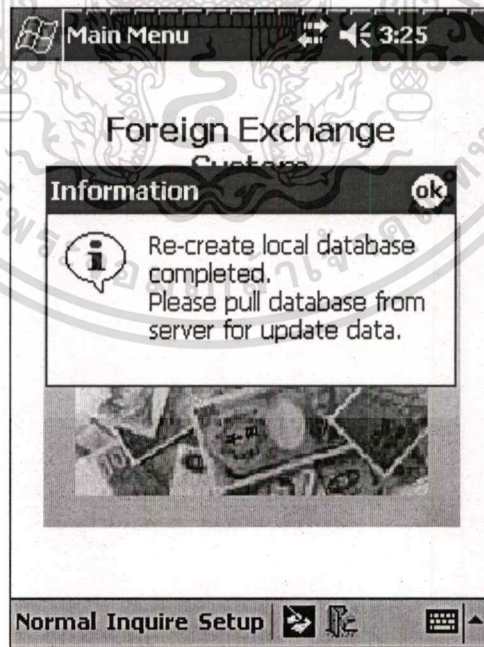 Main Menu 3:25
Foreign Exchange
System
Information ok
Re-create local database
completed.
Please pull database from
server for update data.
Normal Inquire Setup